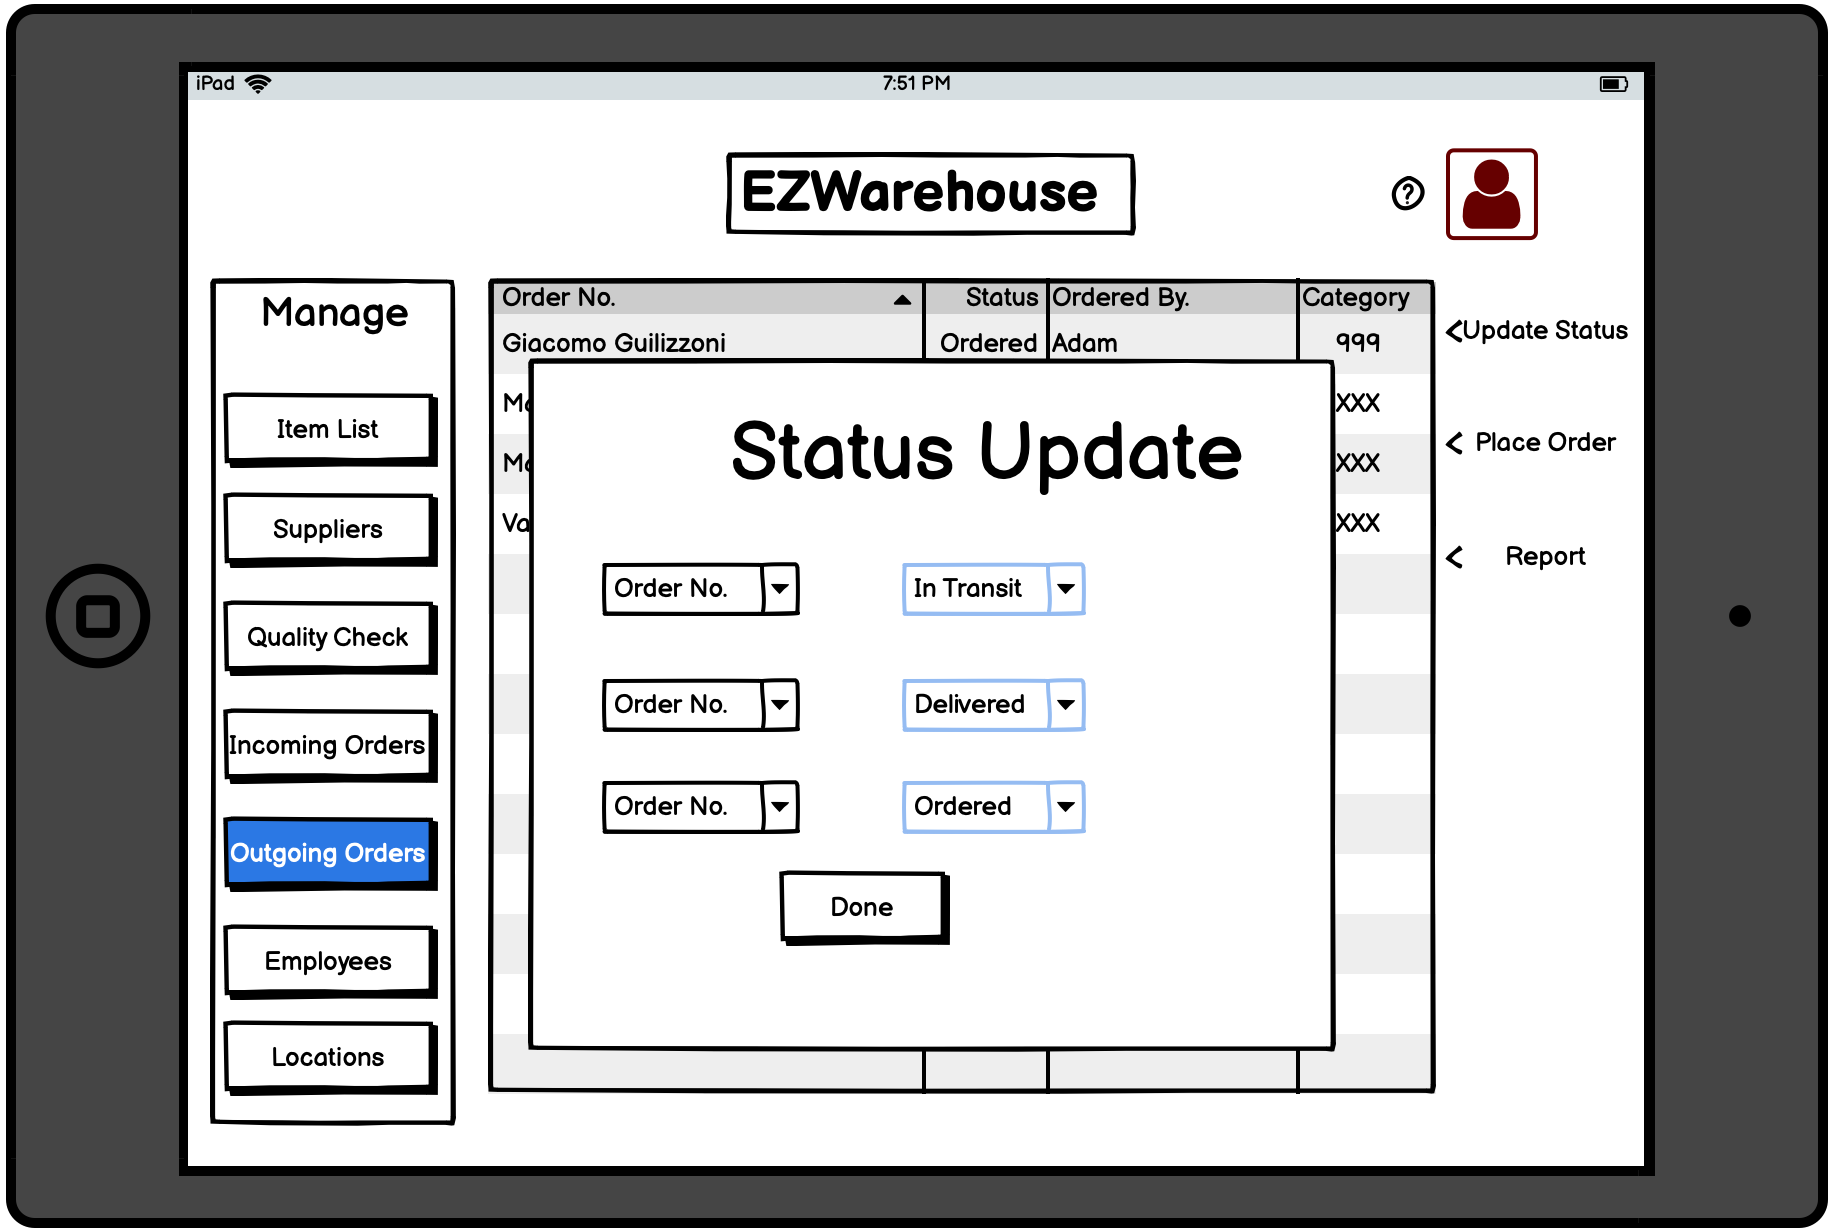 iPad
7:51 PM
EZWarehouse
?
Manage
Item List
Suppliers
Quality Check
Incoming Orders
Outgoing Orders
Employees
Locations
Order No. Status Ordered By. Category
Giacomo Guilizzoni Ordered Adam 999
XXX
XXX
Va XXX
Status Update
Order No. In Transit
Order No. Delivered
Order No. Ordered
Done
<Update Status
< Place Order
< Report